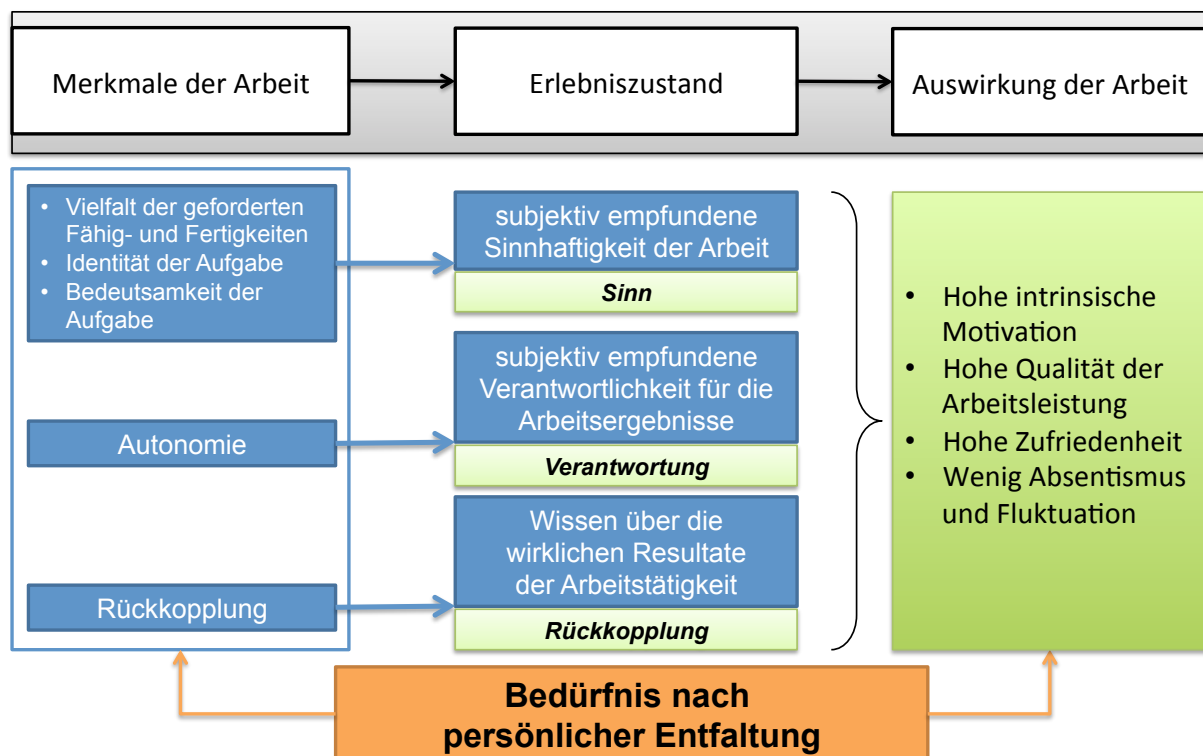 Merkmale der Arbeit
Erlebniszustand
Auswirkung der Arbeit
• Vielfalt der geforderten
Fähig- und Fertigkeiten
• Identität der Aufgabe
• Bedeutsamkeit der
Aufgabe
subjektiv empfundene
Sinnhaftigkeit der Arbeit
Sinn
Autonomie
subjektiv empfundene
Verantwortlichkeit für die
Arbeitsergebnisse
Verantwortung
Rückkopplung
Wissen über die
wirklichen Resultate
der Arbeitstätigkeit
Rückkopplung
• Hohe intrinsische
Motivation
• Hohe Qualität der
Arbeitsleistung
• Hohe Zufriedenheit
• Wenig Absentismus
und Fluktuation
Bedürfnis nach
persönlicher Entfaltung